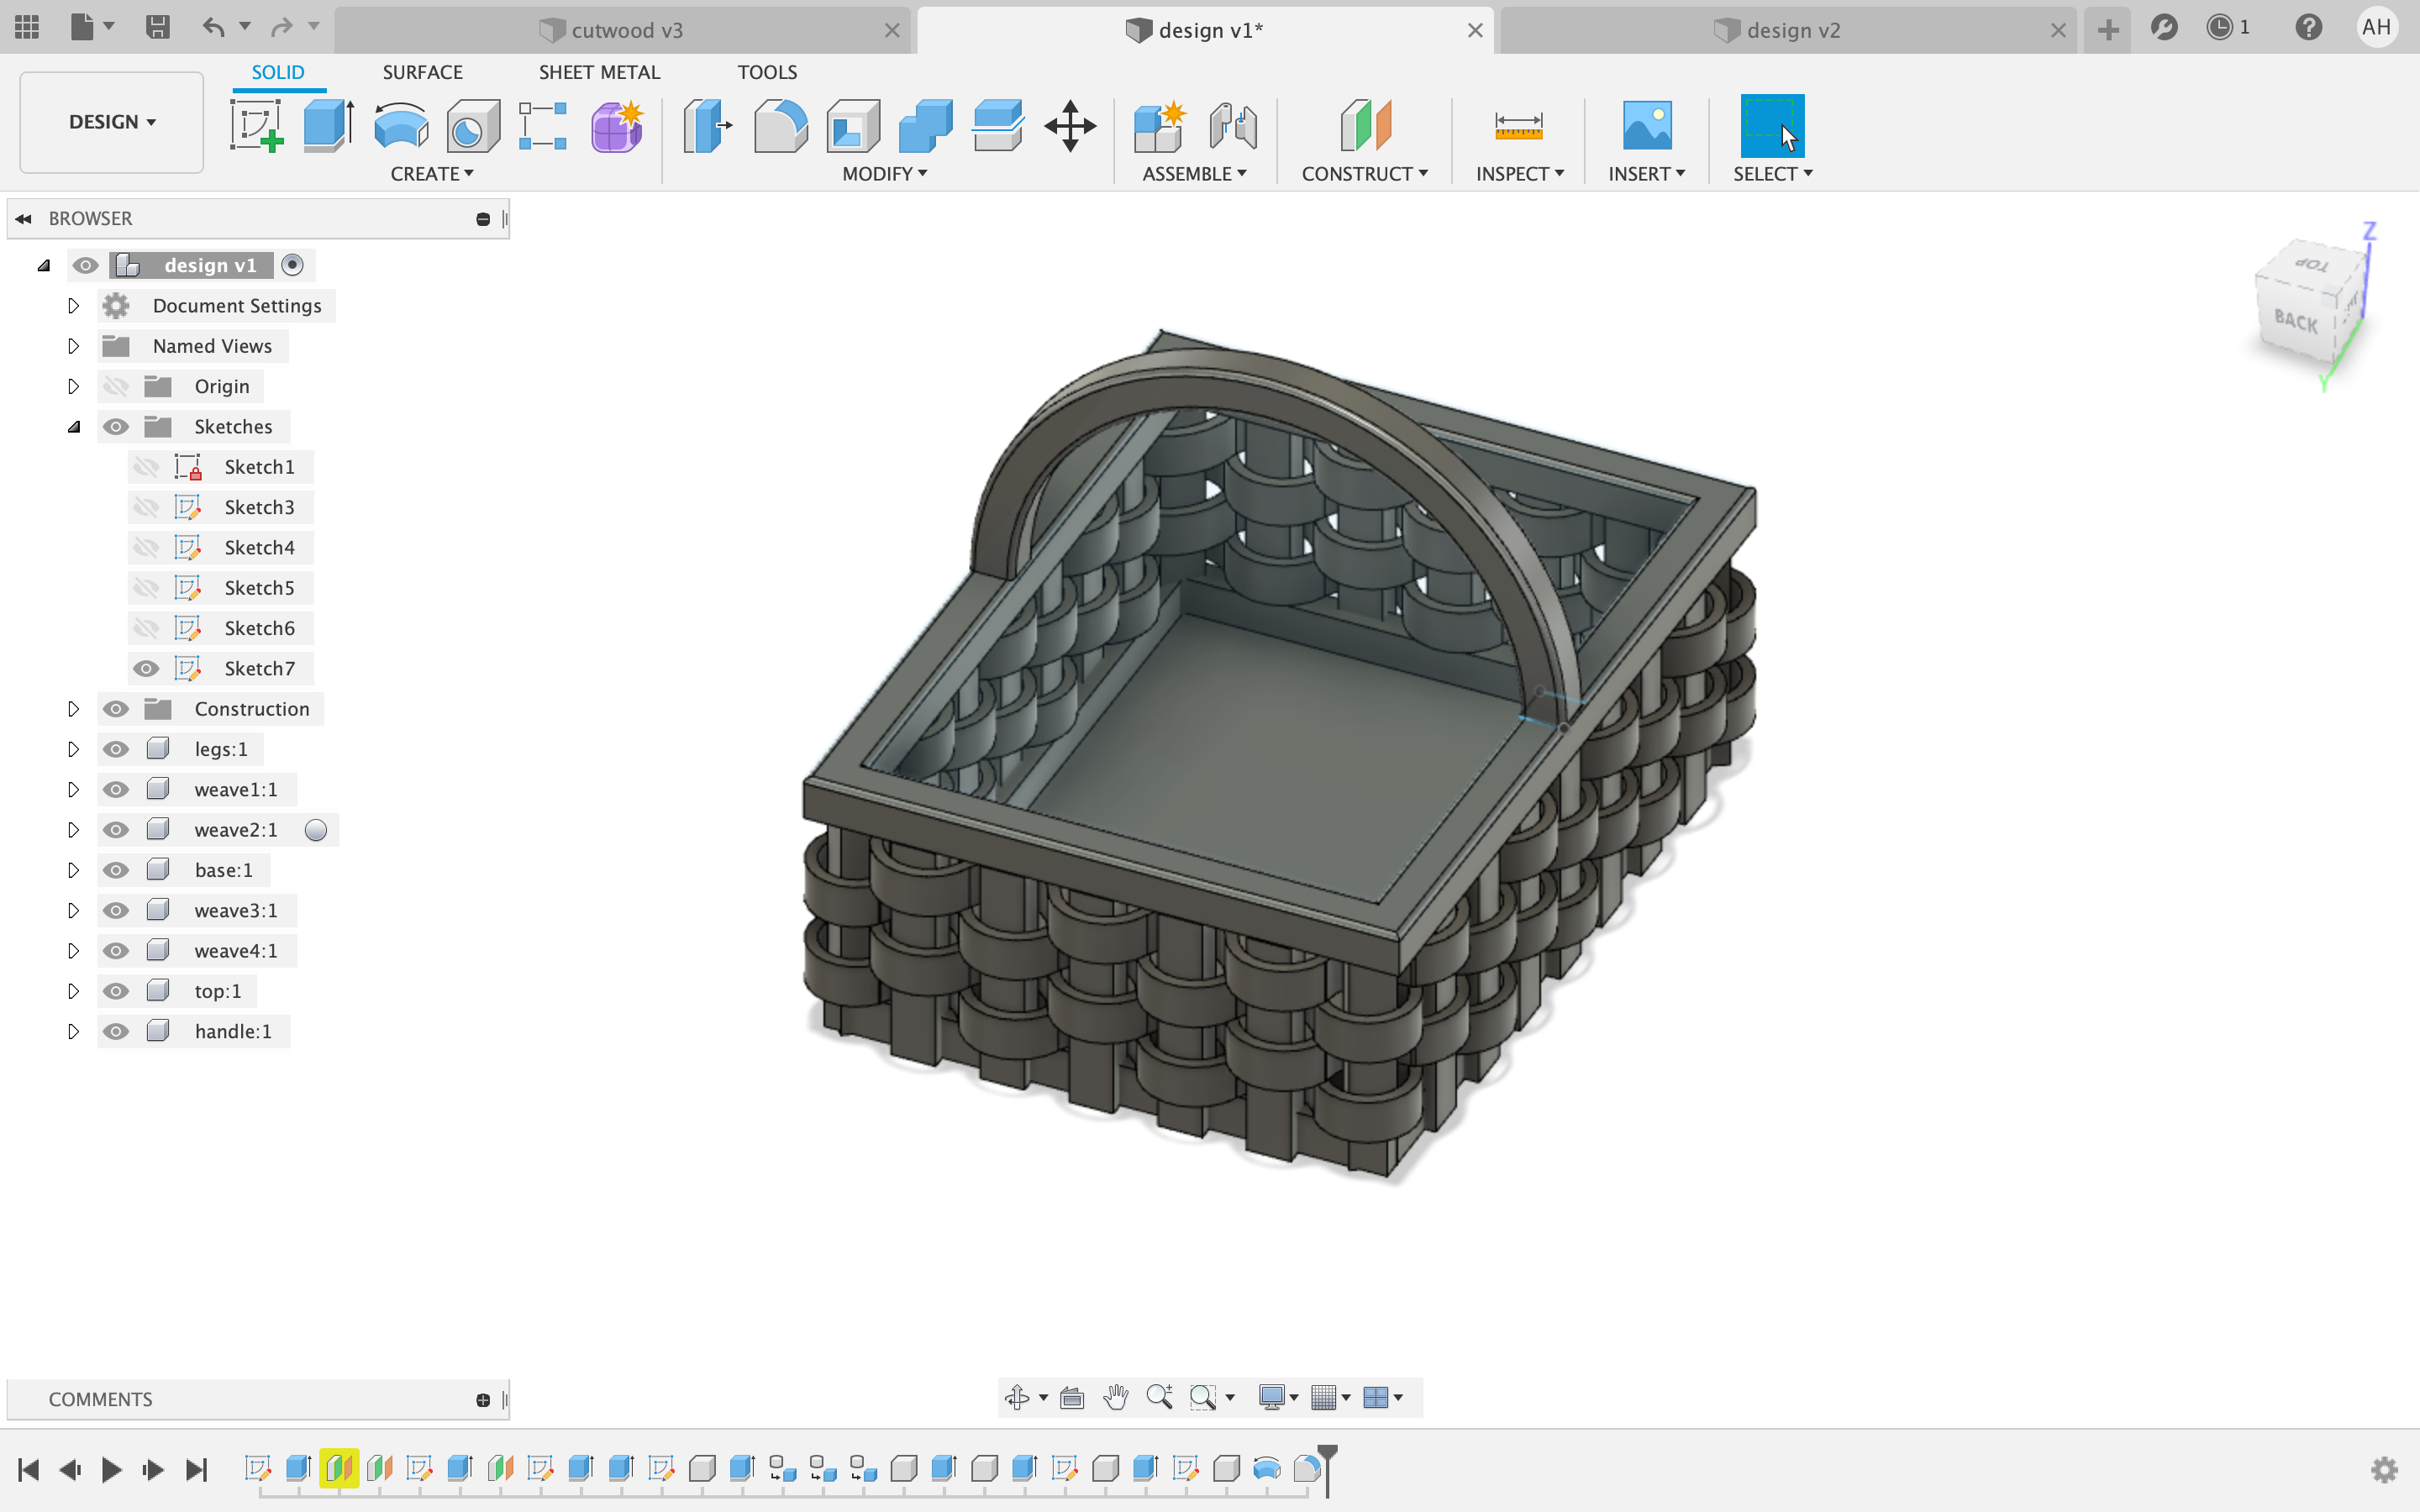 cutwood v3
design v1*
design v2
1
AH
DESIGN
SOLID
SURFACE
SHEET METAL
TOOLS
CREATE
MODIFY
ASSEMBLE
CONSTRUCT
INSPECT
INSERT
SELECT
BROWSER
design v1
Document Settings
Named Views
Origin
Sketches
Sketch1
Sketch3
Sketch4
Sketch5
Sketch6
Sketch7
Construction
legs:1
weave1:1
weave2:1
base:1
weave3:1
weave4:1
top:1
handle:1
Z
TOP
BACK
Y
COMMENTS